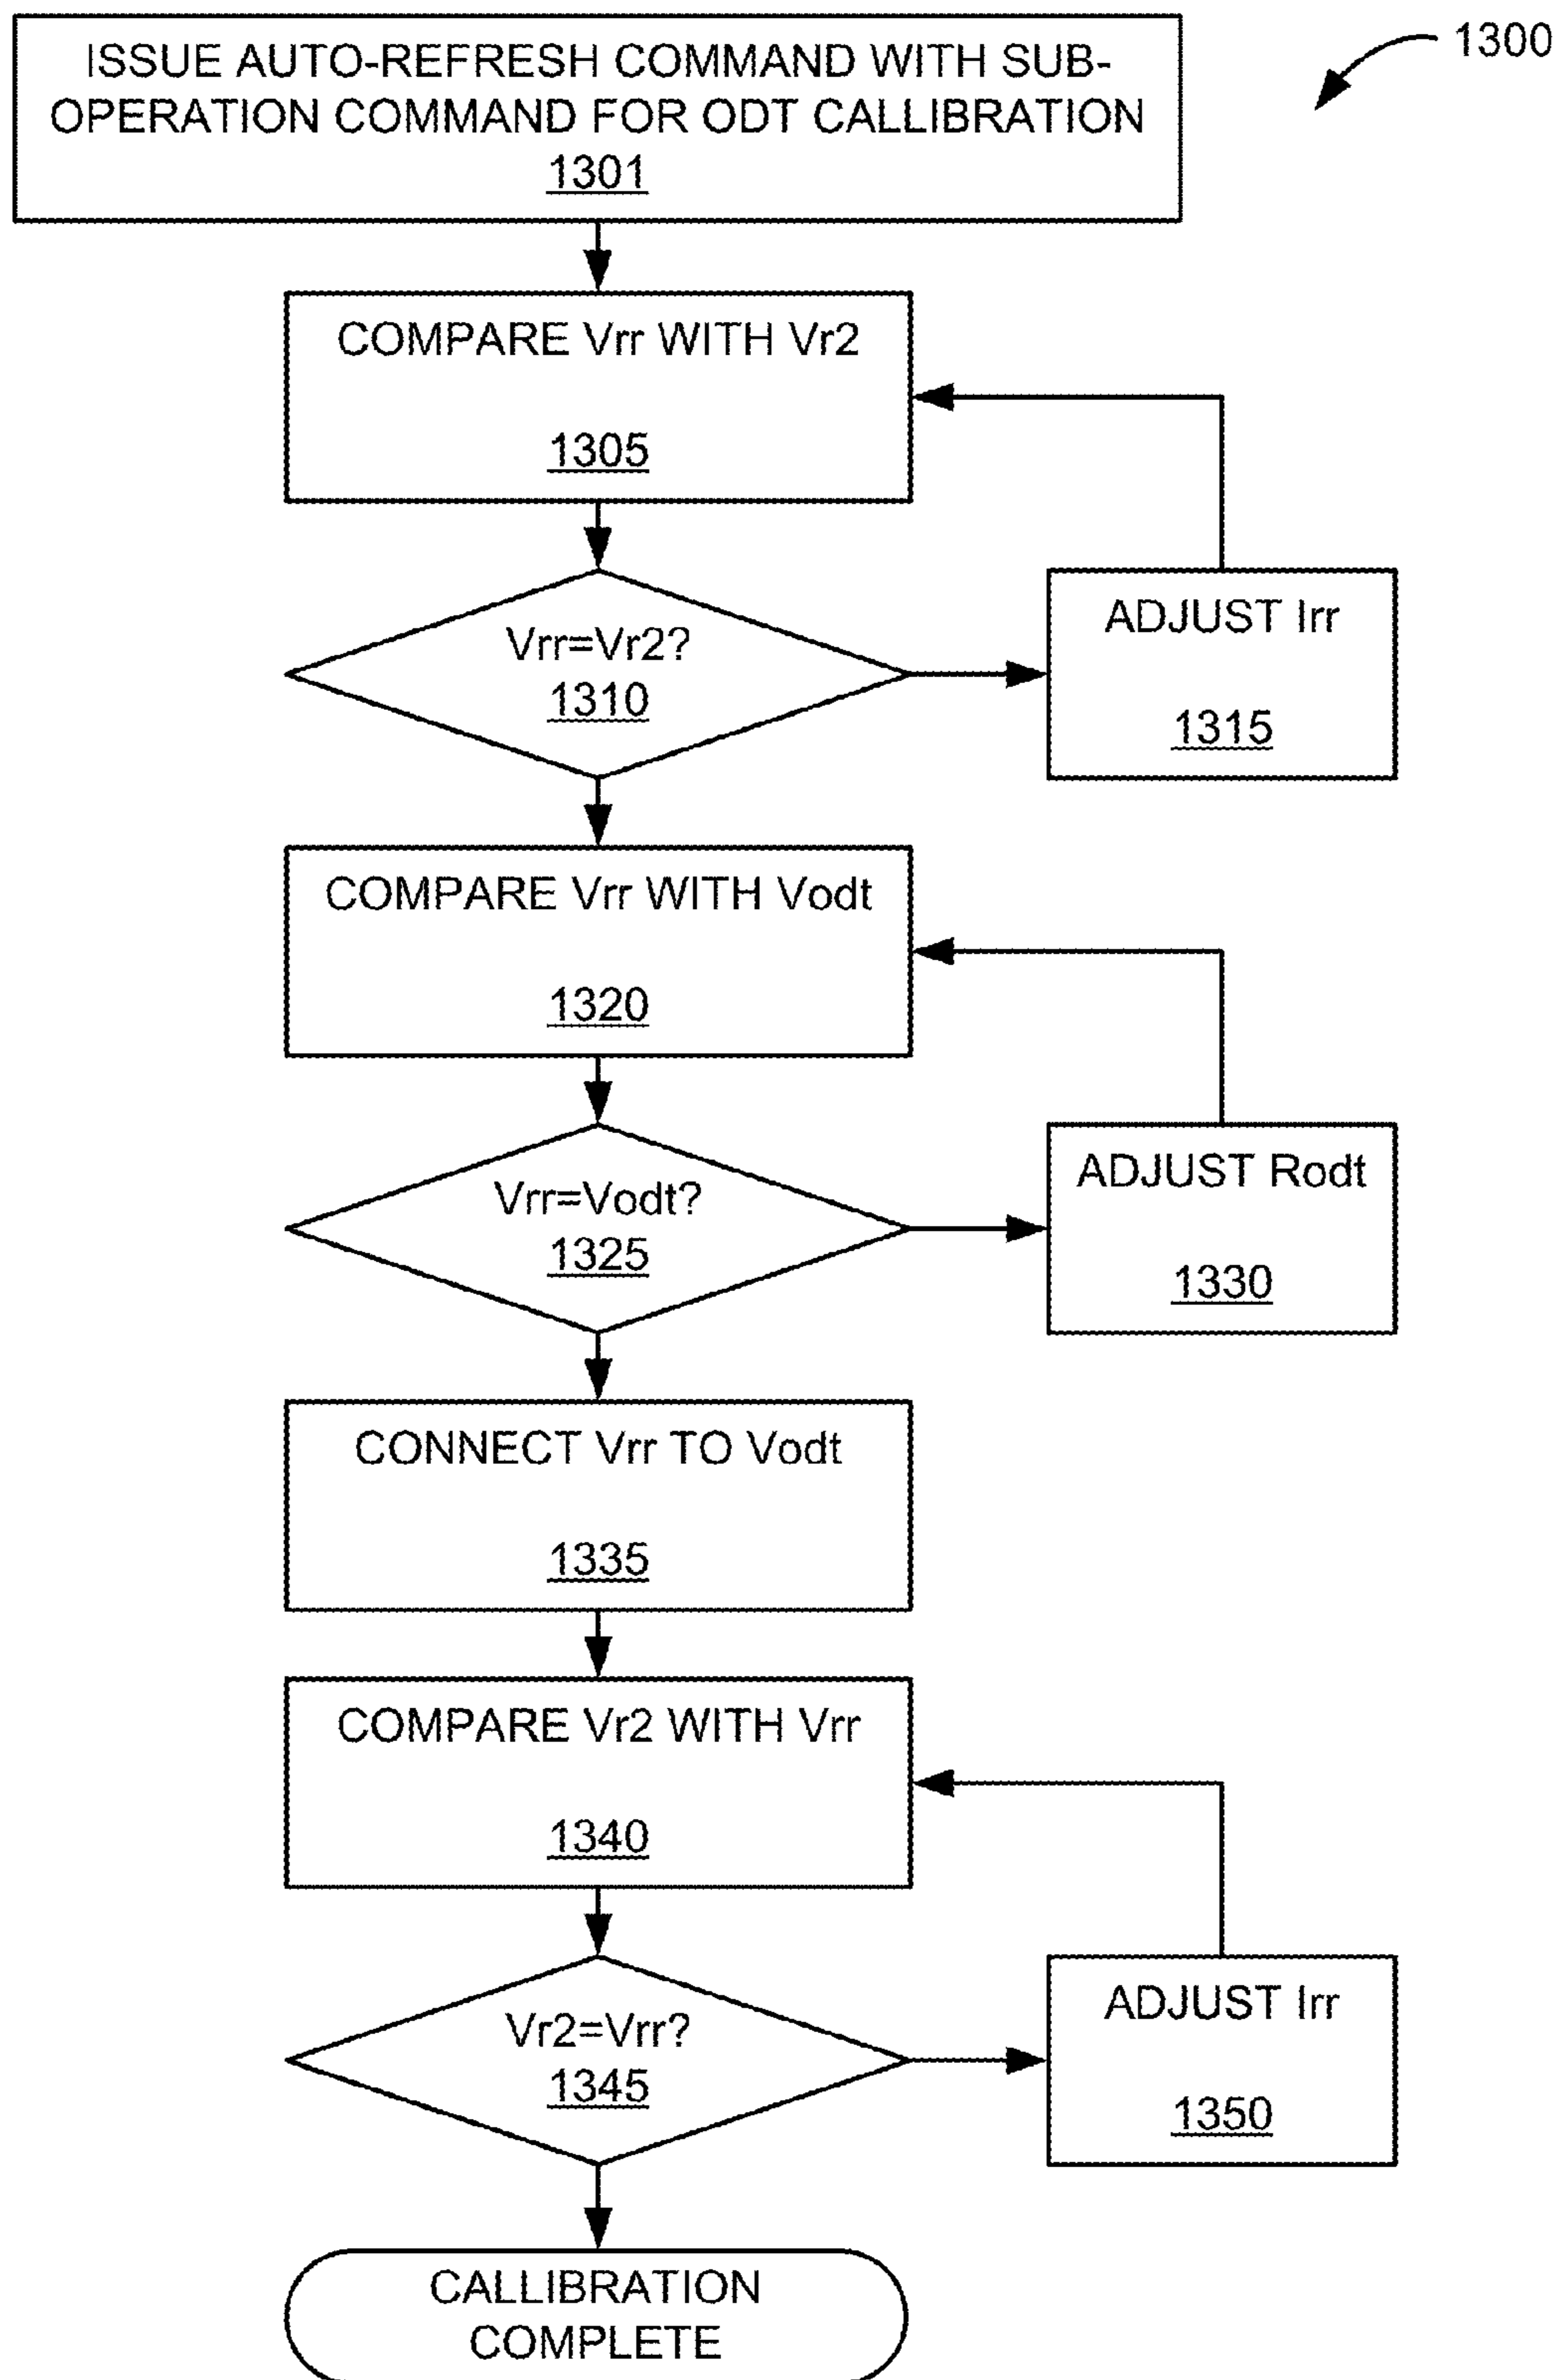 ISSUE AUTO-REFRESH COMMAND WITH SUB-
OPERATION COMMAND FOR ODT CALLIBRATION
1301
1300
COMPARE Vrr WITH Vr2
1305
Vrr=Vr2?
1310
ADJUST Irr
1315
COMPARE Vrr WITH Vodt
1320
Vrr=Vodt?
1325
ADJUST Rodt
1330
CONNECT Vrr TO Vodt
1335
COMPARE Vr2 WITH Vrr
1340
Vr2=Vrr?
1345
ADJUST Irr
1350
CALLIBRATION
COMPLETE